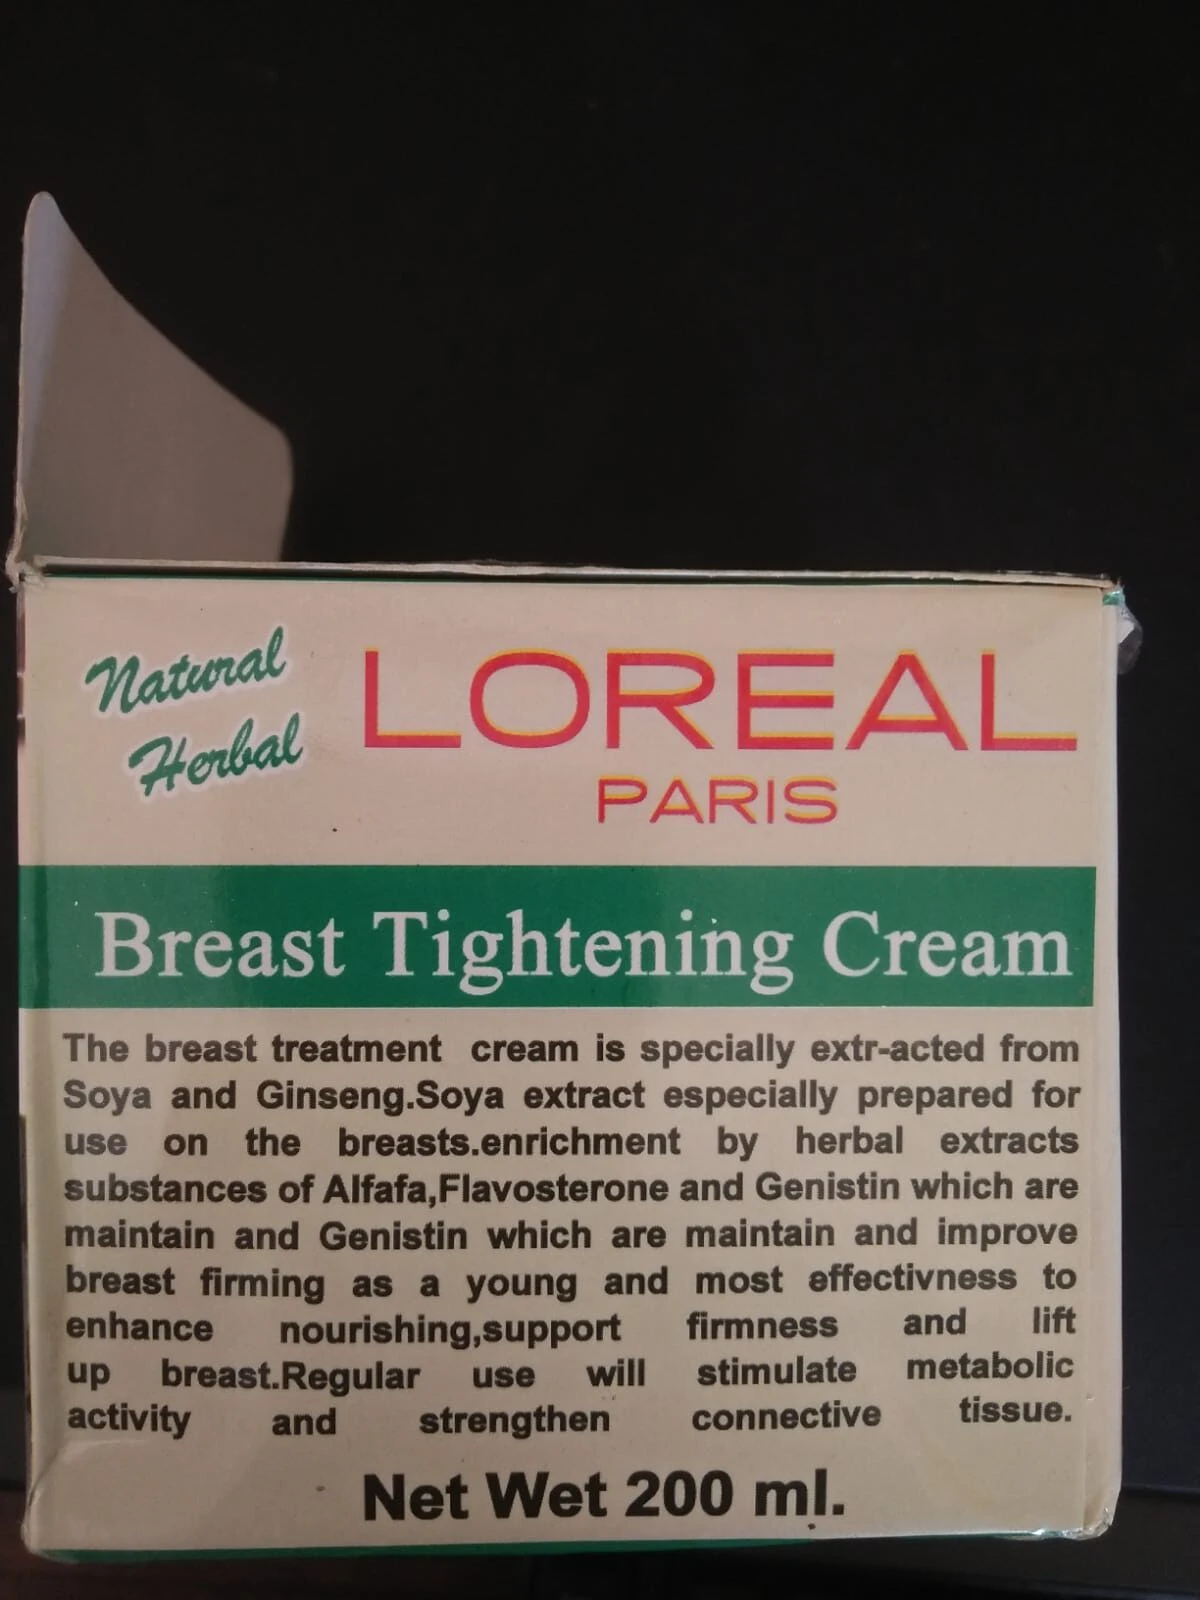 Natural
Herbal
LOREAL
PARIS
Breast Tightening Cream
The breast treatment cream is specially extr-acted from
Soya and Ginseng.Soya extract especially prepared for
use on the breasts.enrichment by herbal extracts
substances of Alfafa,Flavosterone and Genistin which are
maintain and Genistin which are maintain and improve
breast firming as a young and most effectivness to
enhance nourishing,support firmness and lift
up breast.Regular use will stimulate metabolic
activity and strengthen connective tissue.
Net Wet 200 ml.